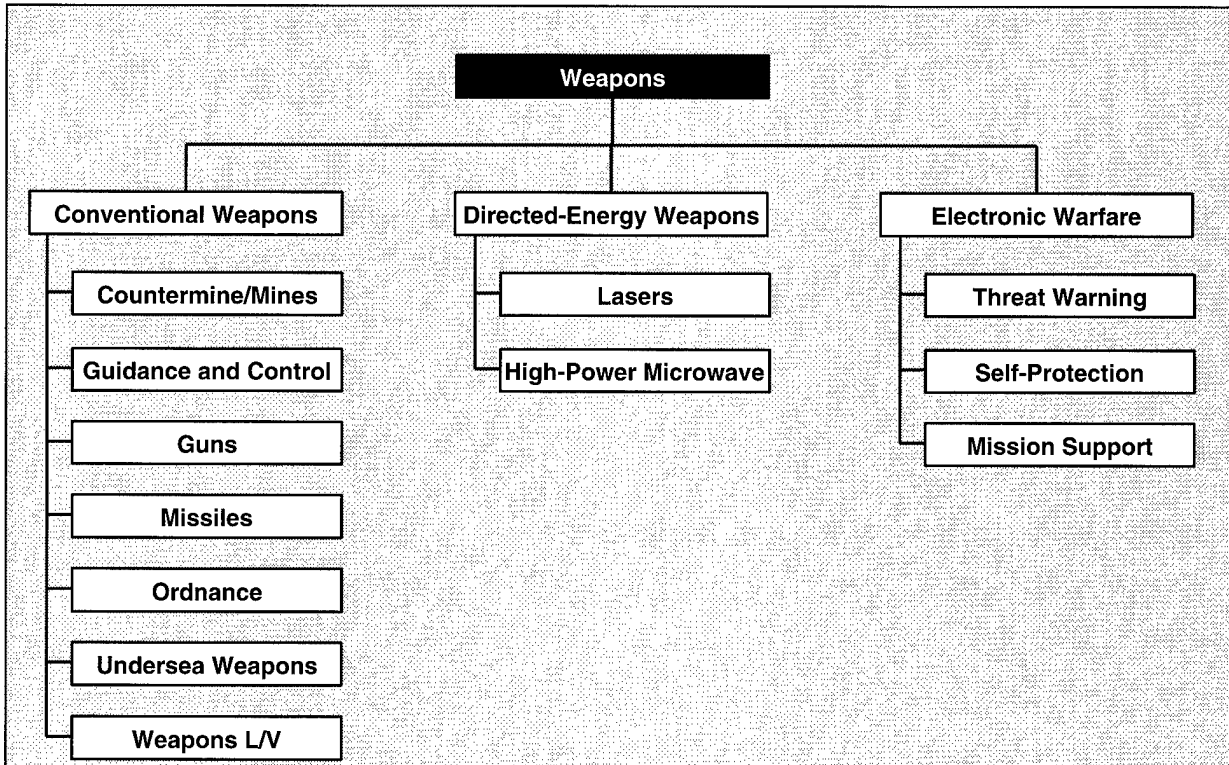 Weapons
Conventional Weapons
Countermine/Mines
Guidance and Control
Guns
Missiles
Ordnance
Undersea Weapons
Weapons L/V
Directed-Energy Weapons
Lasers
High-Power Microwave
Electronic Warfare
Threat Warning
Self-Protection
Mission Support